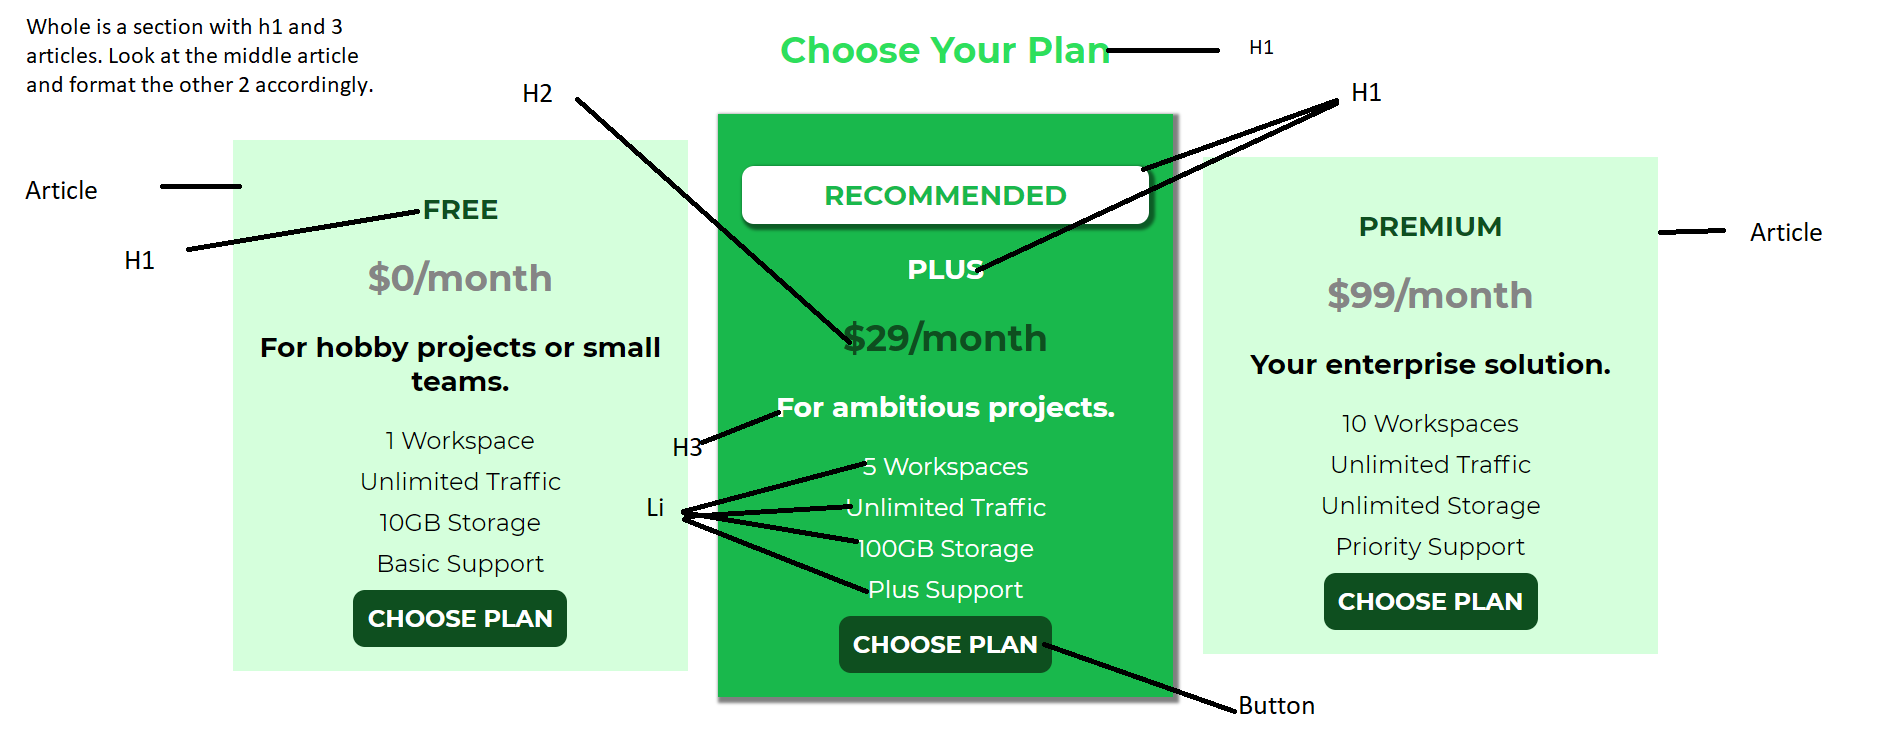 Whole is a section with h1 and 3
articles. Look at the middle article
and format the other 2 accordingly.
Choose Your Plan
H1
H2
H1
Article
H1
FREE
$0/month
For hobby projects or small
teams.
1 Workspace
Unlimited Traffic
10GB Storage
Basic Support
CHOOSE PLAN
RECOMMENDED
PLUS
$29/month
For ambitious projects.
H3
5 Workspaces
Li
Unlimited Traffic
100GB Storage
Plus Support
CHOOSE PLAN
Button
PREMIUM
Article
$99/month
Your enterprise solution.
10 Workspaces
Unlimited Traffic
Unlimited Storage
Priority Support
CHOOSE PLAN